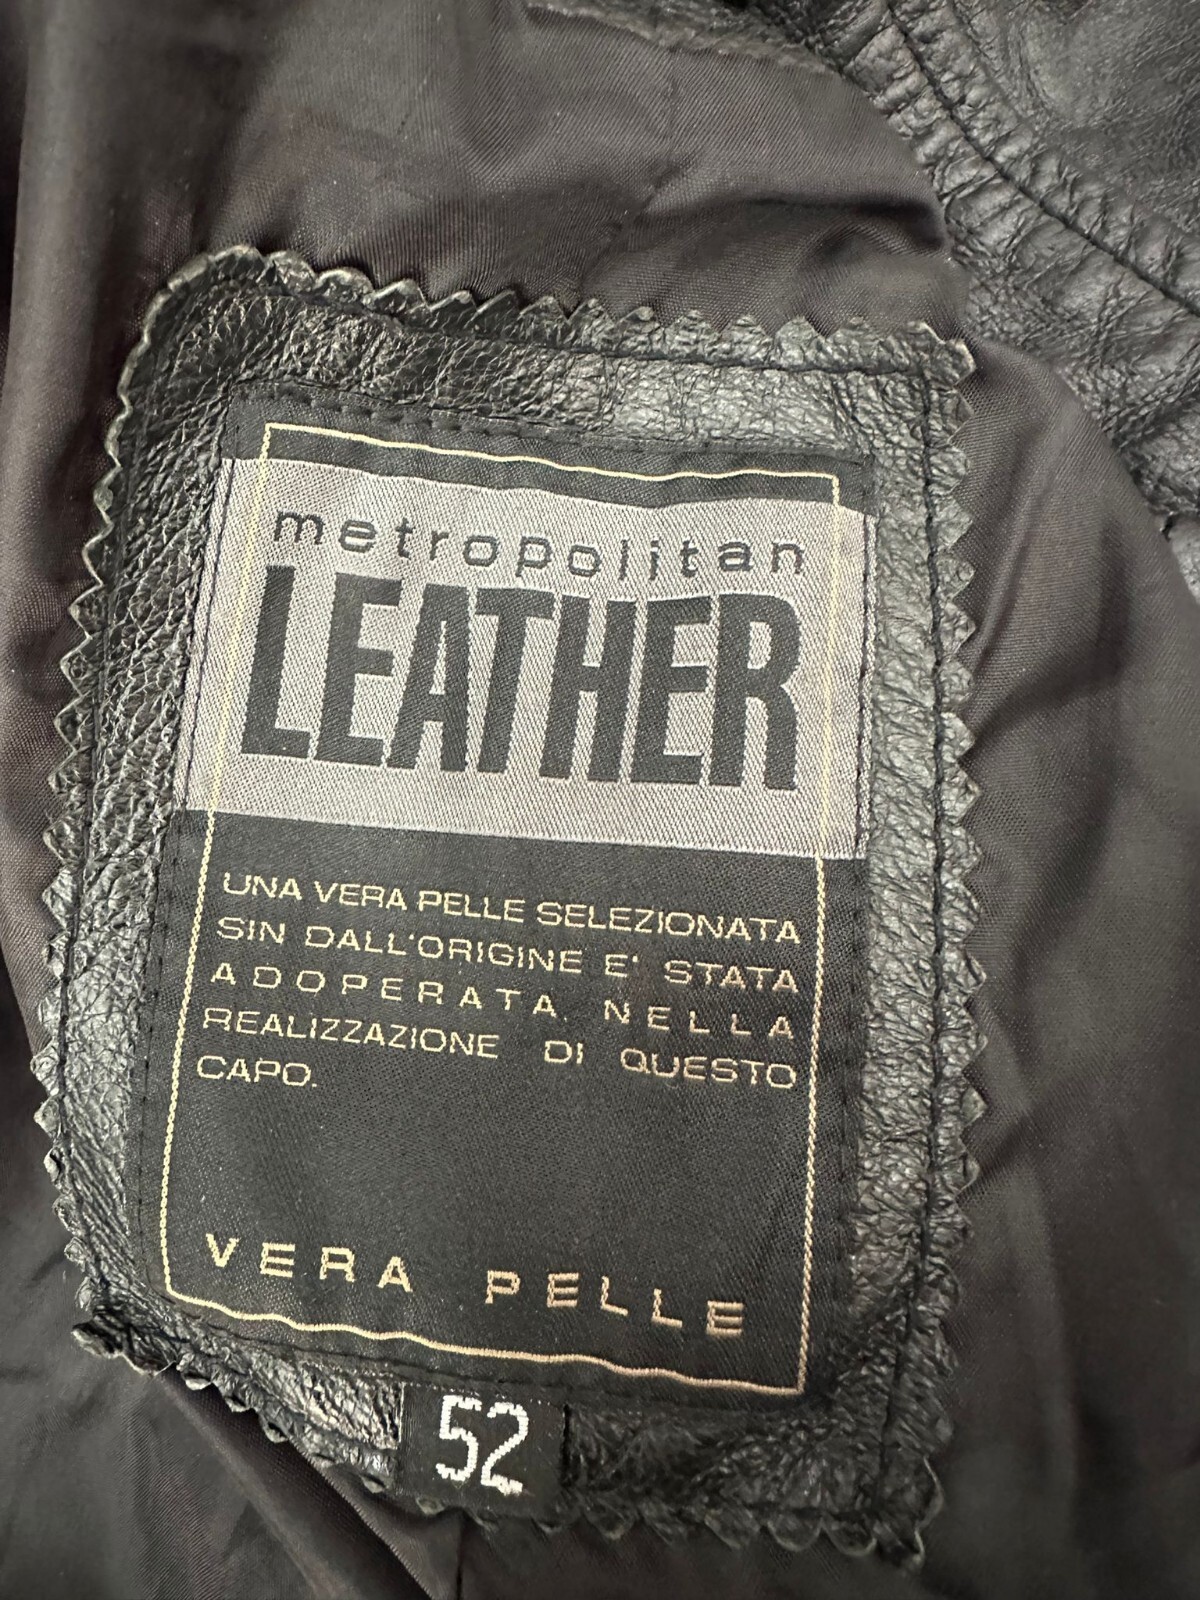 metropolitan
LEATHER
UNA VERA PELLE SELEZIONATA
SIN DALL'ORIGINE E' STATA
ADOPERATA NELLA
REALIZZAZIONE DI QUESTO
CAPO.
VERA PELLE
52